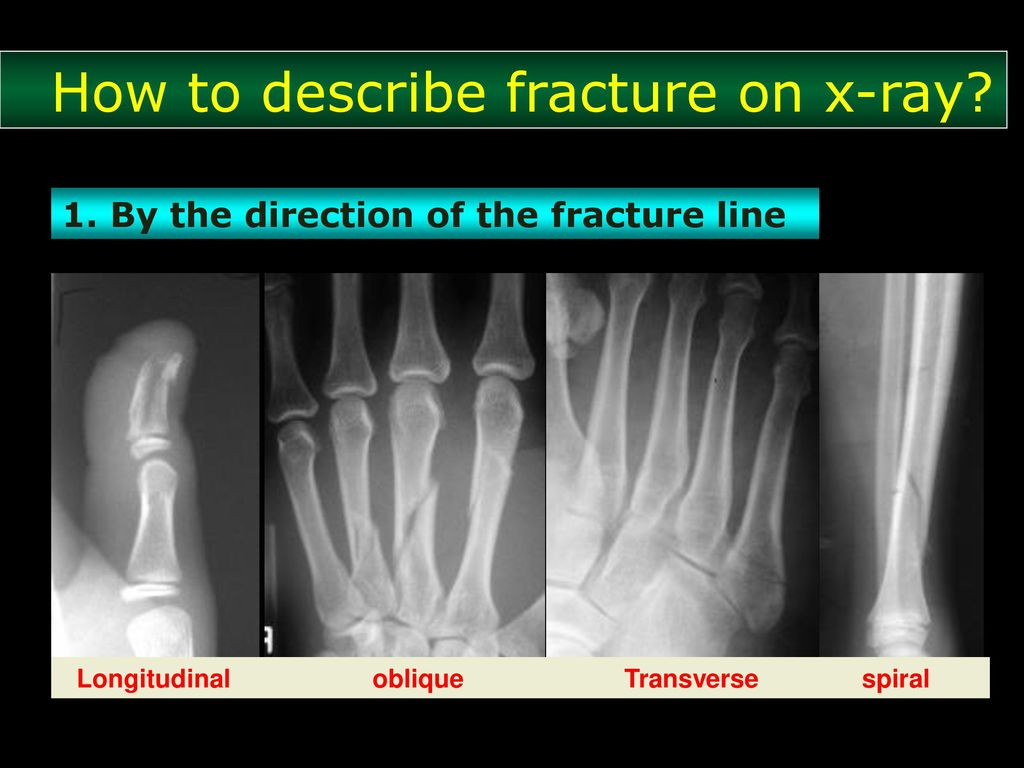 How to describe fracture on x-ray?
1. By the direction of the fracture line
Longitudinal oblique Transverse spiral